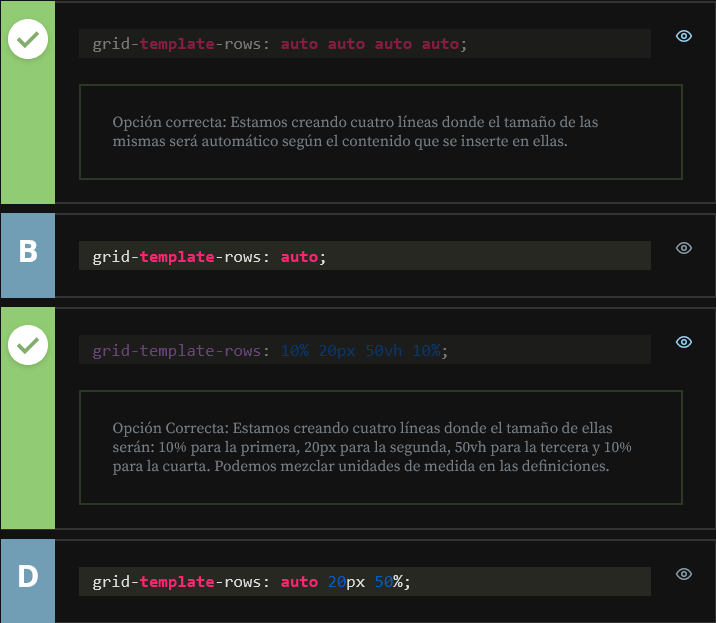 grid-template-rows: auto auto auto auto;
Opción correcta: Estamos creando cuatro líneas donde el tamaño de las
mismas será automático según el contenido que se inserte en ellas.
B
grid-template-rows: auto;
grid-template-rows: 10% 20px 50vh 10%;
Opción Correcta: Estamos creando cuatro líneas donde el tamaño de ellas
serán: 10% para la primera, 20px para la segunda, 50vh para la tercera y 10%
para la cuarta. Podemos mezclar unidades de medida en las definiciones.
D
grid-template-rows: auto 20px 50%;